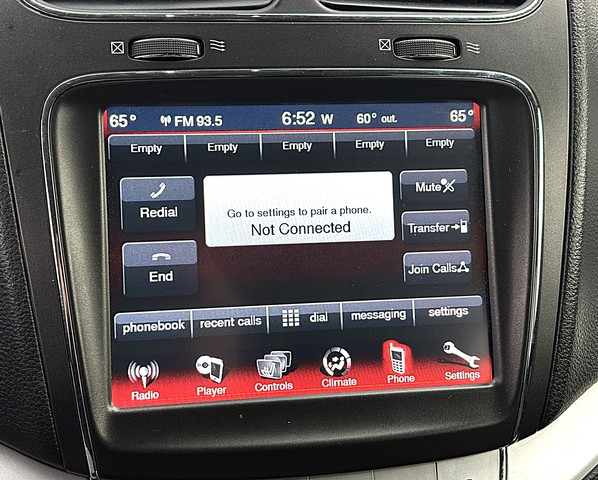 65° FM 93.5 6:52 W 60° out. 65°
Empty Empty Empty Empty Empty
Redial
Go to settings to pair a phone.
Not Connected
Mute
Transfer
End
Join Calls
phonebook recent calls dial messaging settings
Radio Player Controls Climate Phone Settings